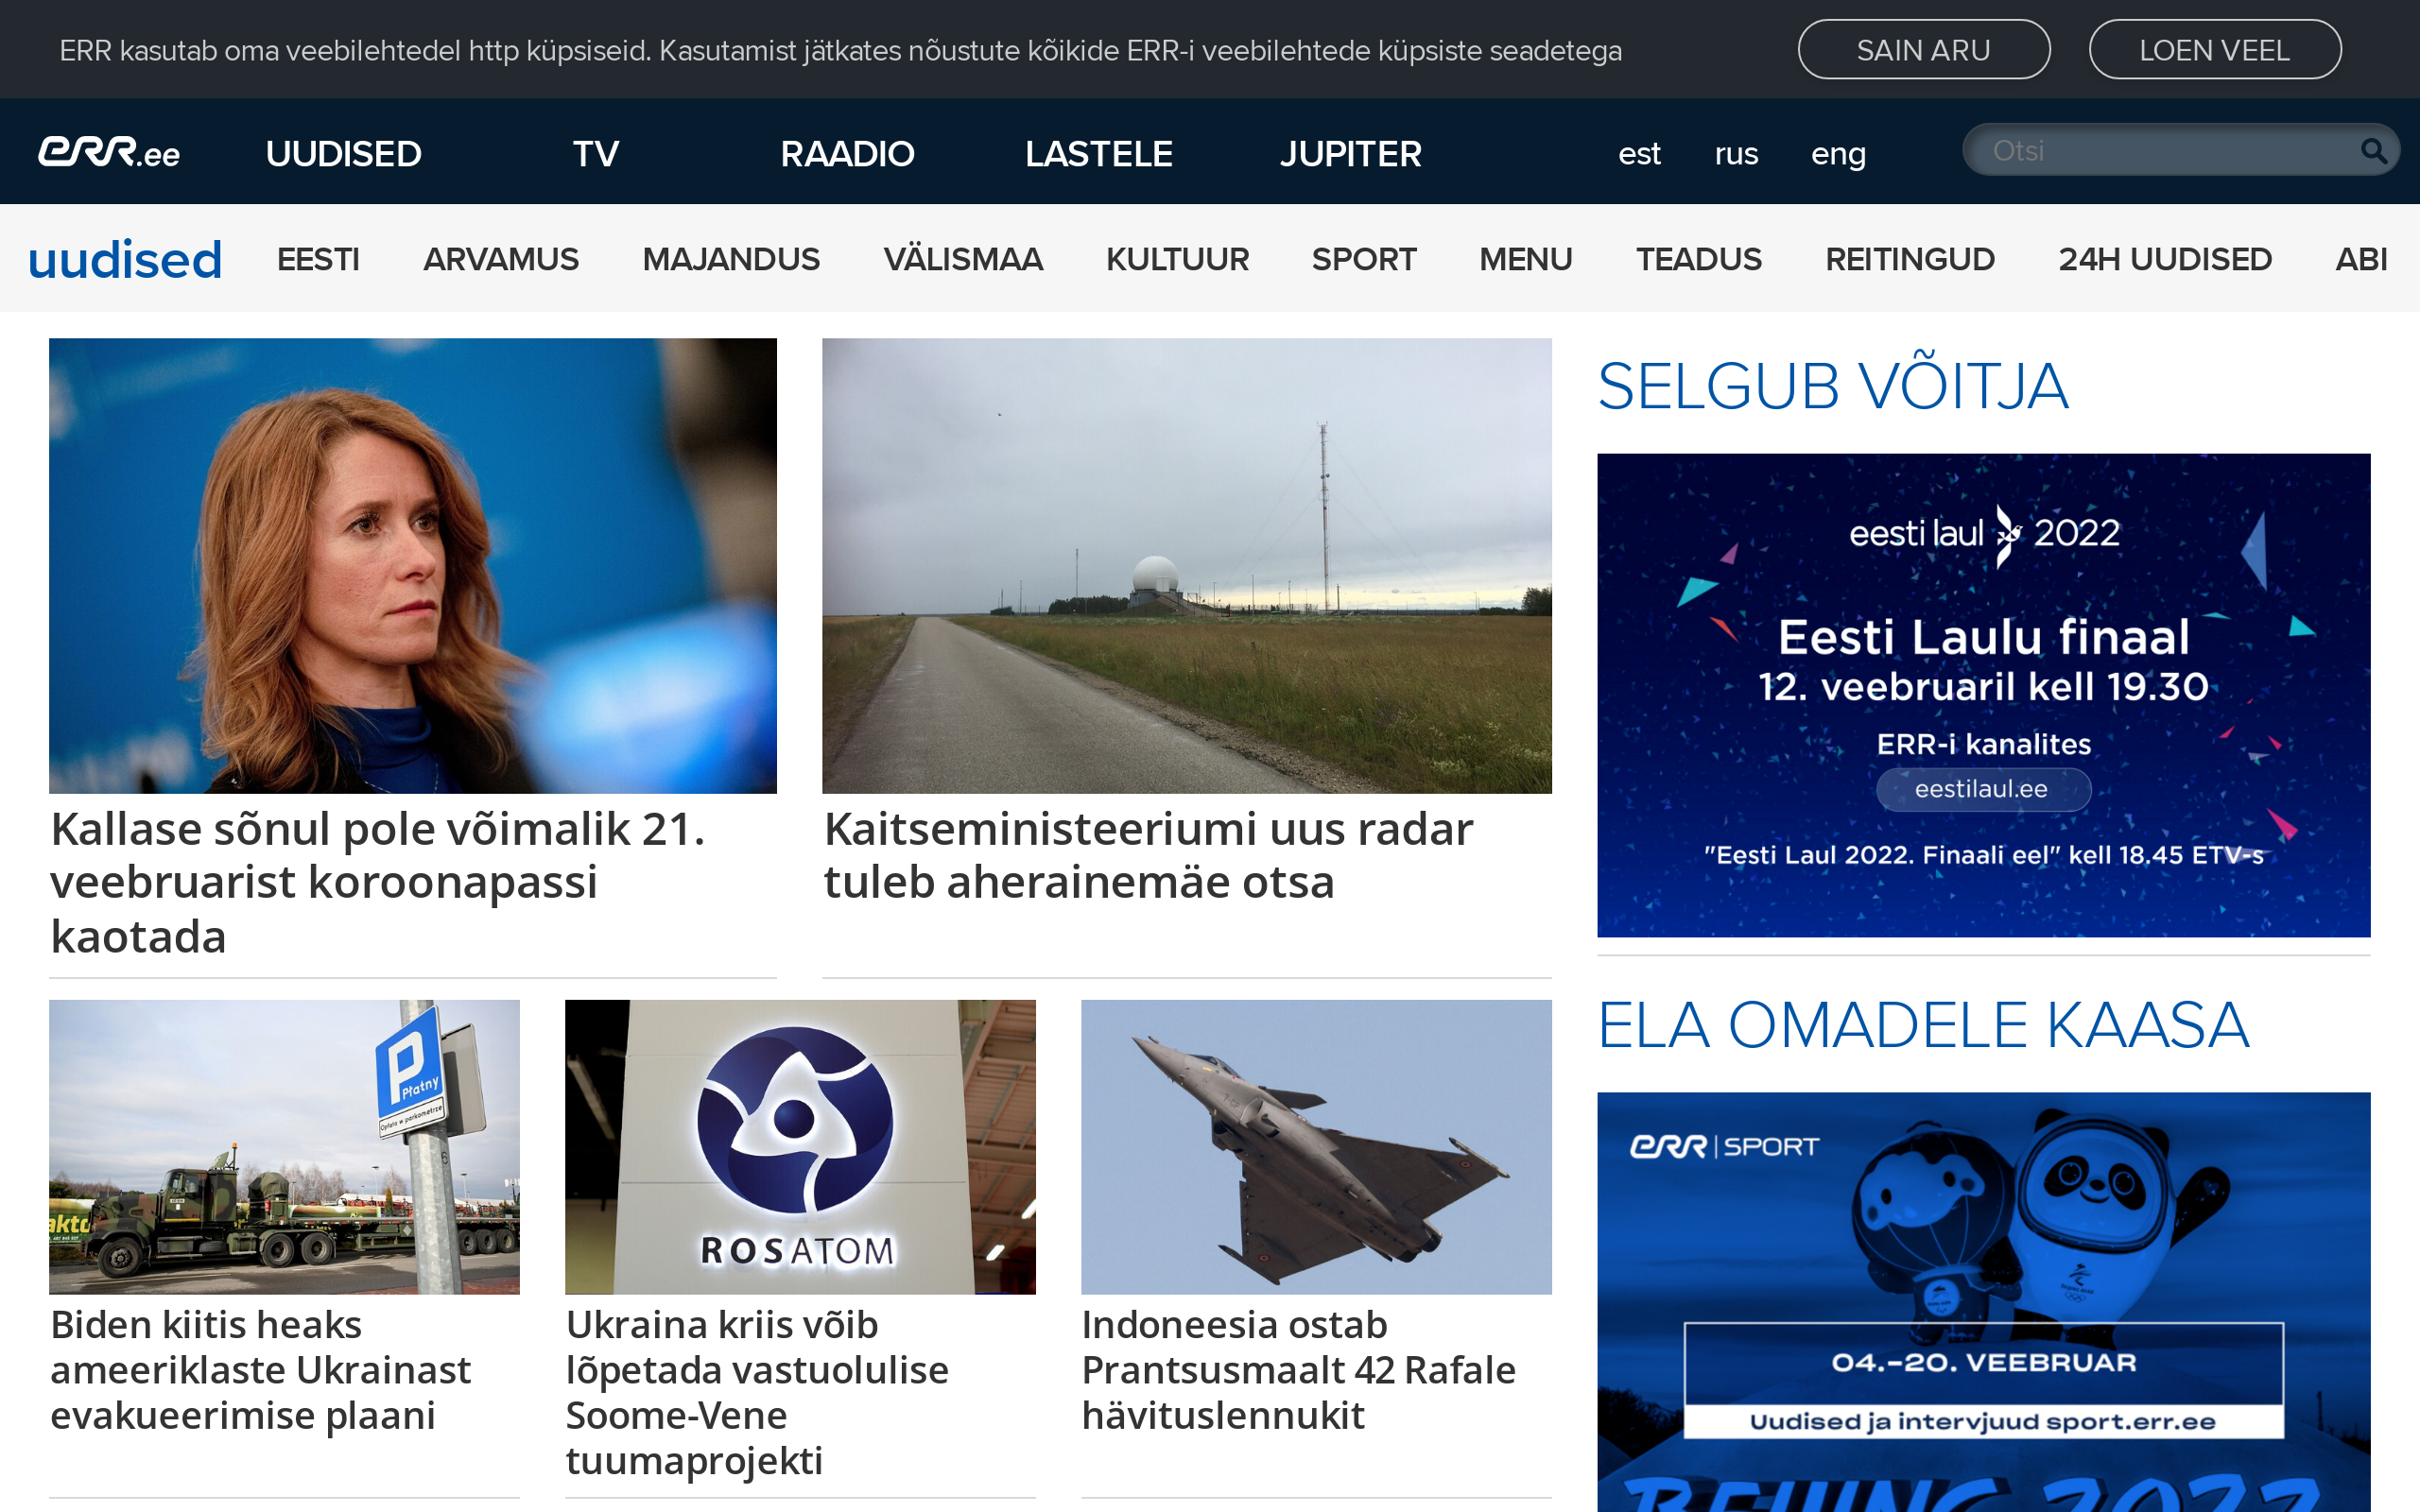 ERR kasutab oma veebilehtedel http küpsiseid. Kasutamist jätkates nõustute kõikide ERR-i veebilehtede küpsiste seadetega
SAIN ARU
LOEN VEEL
err.ee
UUDISED
TV
RAADIO
LASTELE
JUPITER
est
rus
eng
Otsi
uudised
EESTI
ARVAMUS
MAJANDUS
VÄLISMAA
KULTUUR
SPORT
MENU
TEADUS
REITINGUD
24H UUDISED
ABI
Kallase sõnul pole võimalik 21.
veebruarist koroonapassi
kaotada
Kaitseministeeriumi uus radar
tuleb aherainemäe otsa
SELGUB VÕITJA
eesti laul 2022
Eesti Laulu finaal
12. veebruaril kell 19.30
ERR-i kanalites
eestilaul.ee
"Eesti Laul 2022. Finaali eel" kell 18.45 ETV-s
P
Płatny
Opłata w parkometrze
6
ROSATOM
Biden kiitis heaks
ameeriklaste Ukrainast
evakueerimise plaani
Ukraina kriis võib
lõpetada vastuolulise
Soome-Vene
tuumaprojekti
Indoneesia ostab
Prantsusmaalt 42 Rafale
hävituslennukit
ELA OMADELE KAASA
err SPORT
04.–20. VEEBRUAR
Uudised ja intervjuud sport.err.ee
BEIJING 2022